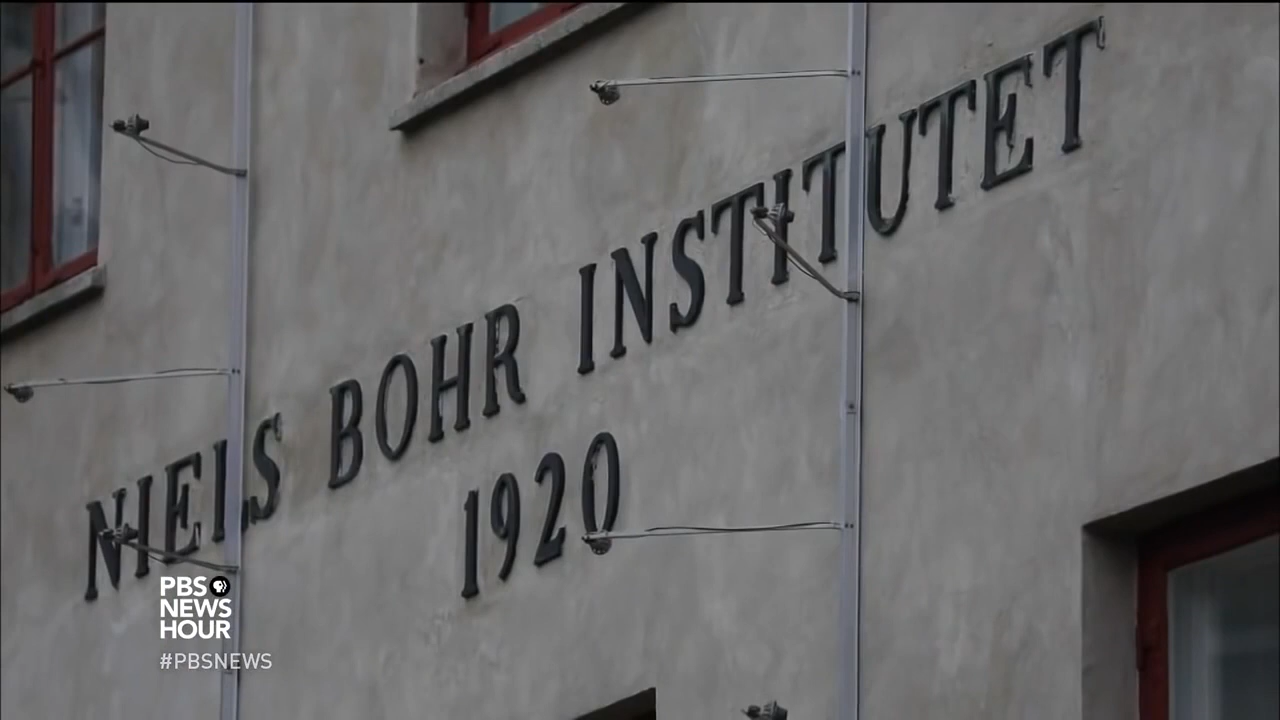 NIELS BOHR INSTITUTET
1920
PBS
NEWS
HOUR
#PBSNEWS